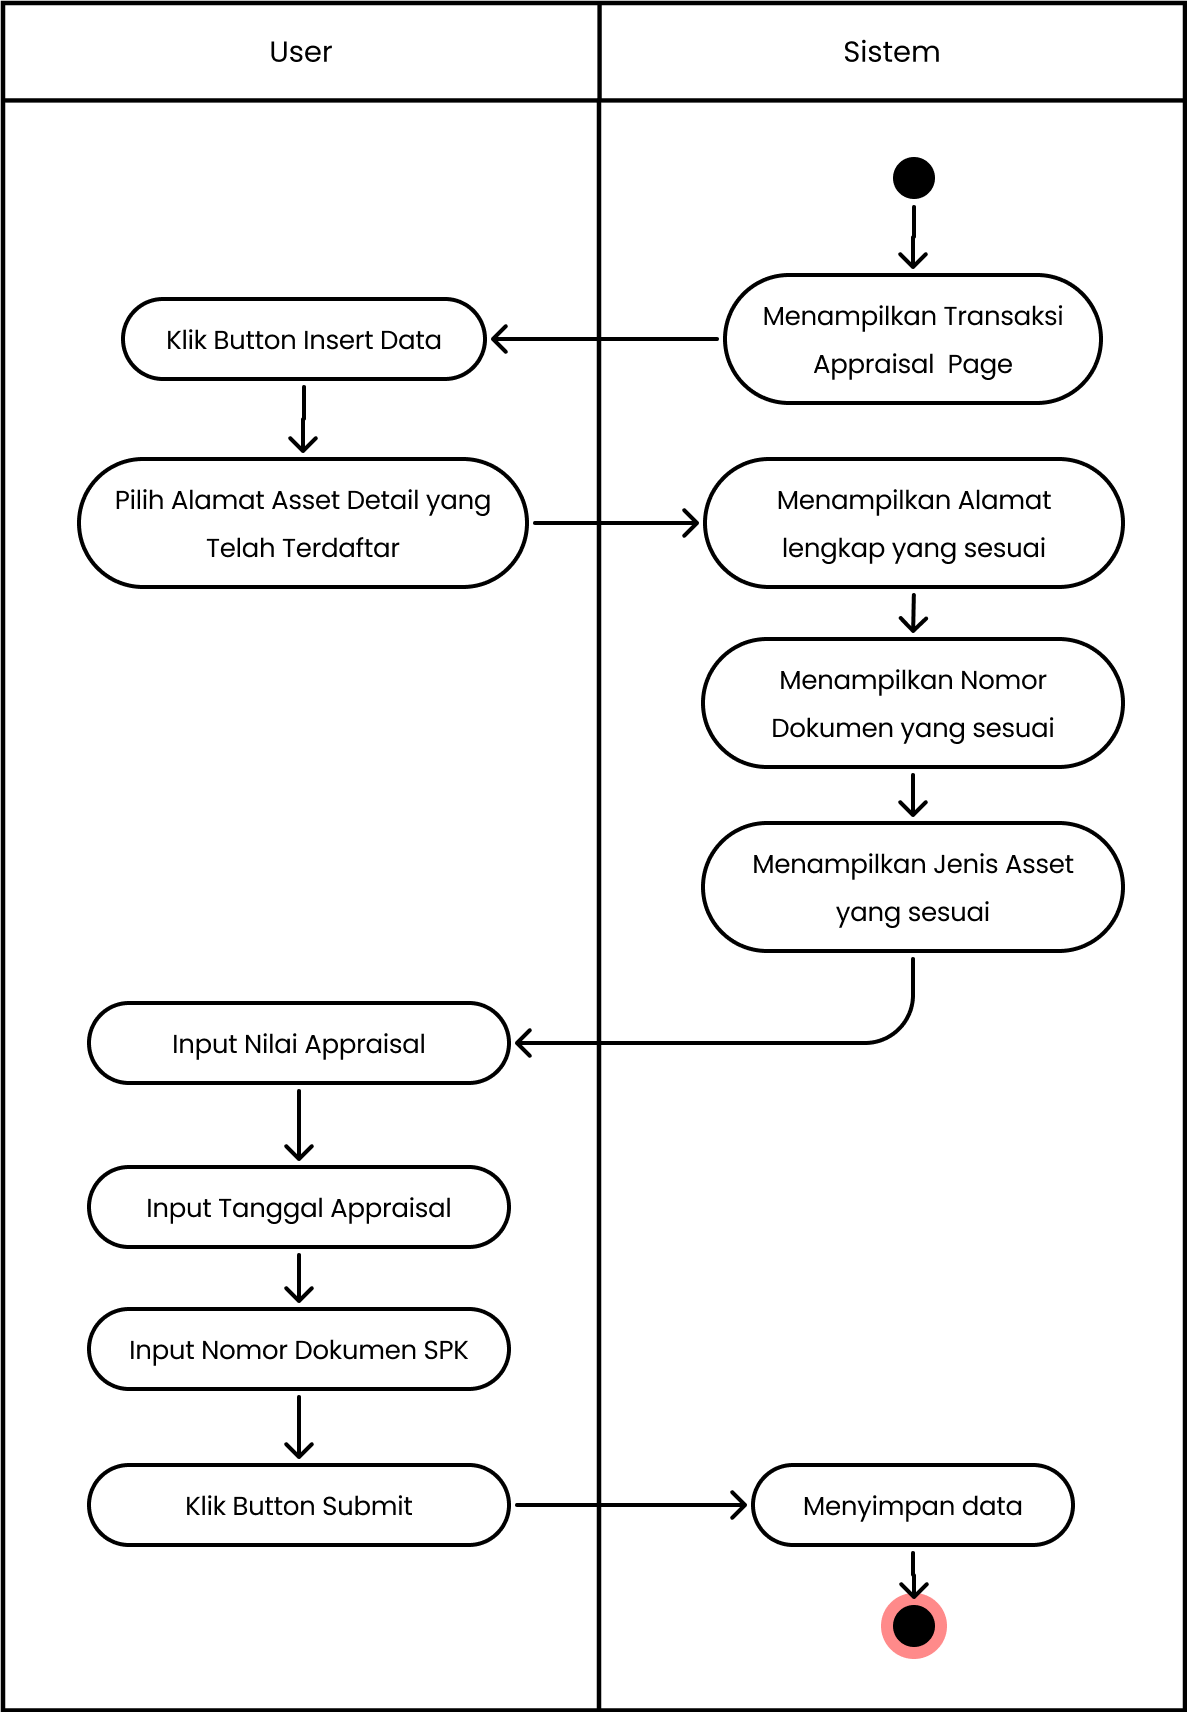 User
Sistem
Menampilkan Transaksi
Appraisal  Page
Klik Button Insert Data
Pilih Alamat Asset Detail yang
Telah Terdaftar
Menampilkan Alamat
lengkap yang sesuai
Menampilkan Nomor
Dokumen yang sesuai
Menampilkan Jenis Asset
yang sesuai
Input Nilai Appraisal
Input Tanggal Appraisal
Input Nomor Dokumen SPK
Klik Button Submit
Menyimpan data